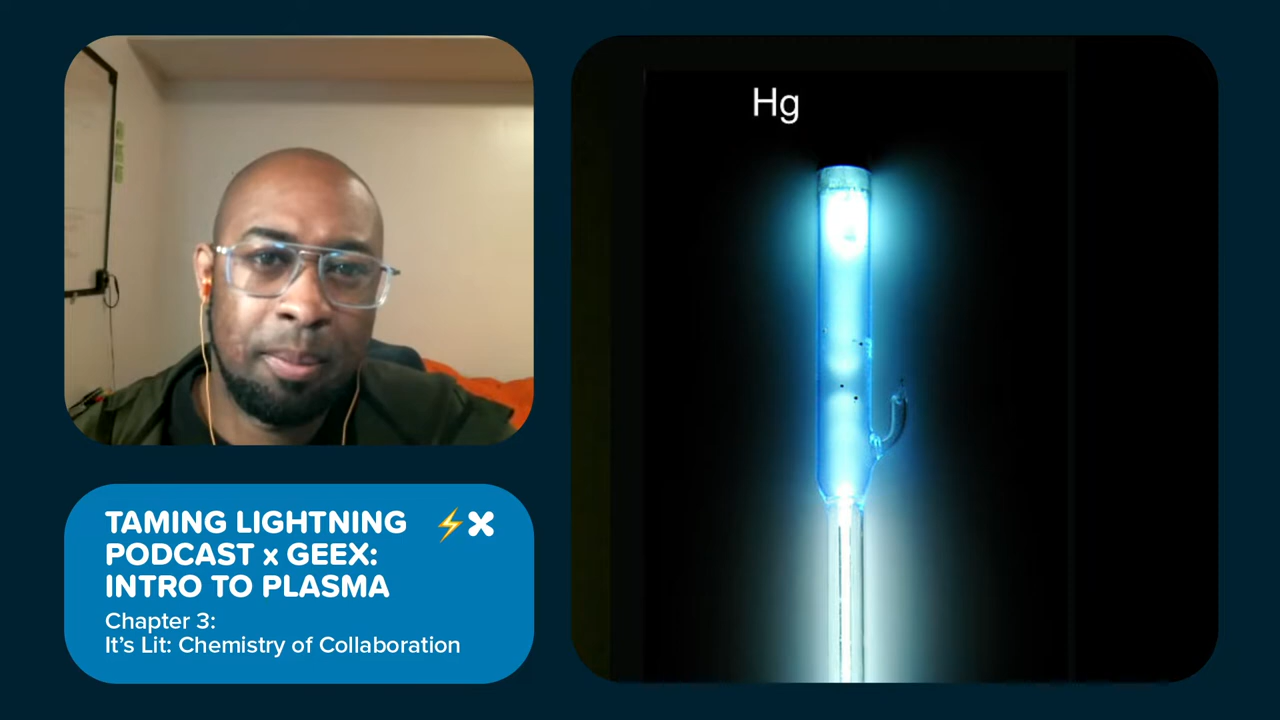 Hg
TAMING LIGHTNING
PODCAST x GEEX:
INTRO TO PLASMA
Chapter 3:
It’s Lit: Chemistry of Collaboration